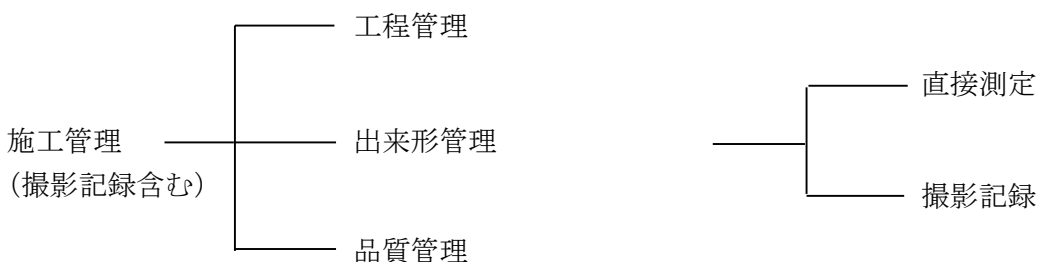 工程管理
直接測定
施工管理
出来形管理
(撮影記録含む)
撮影記録
品質管理